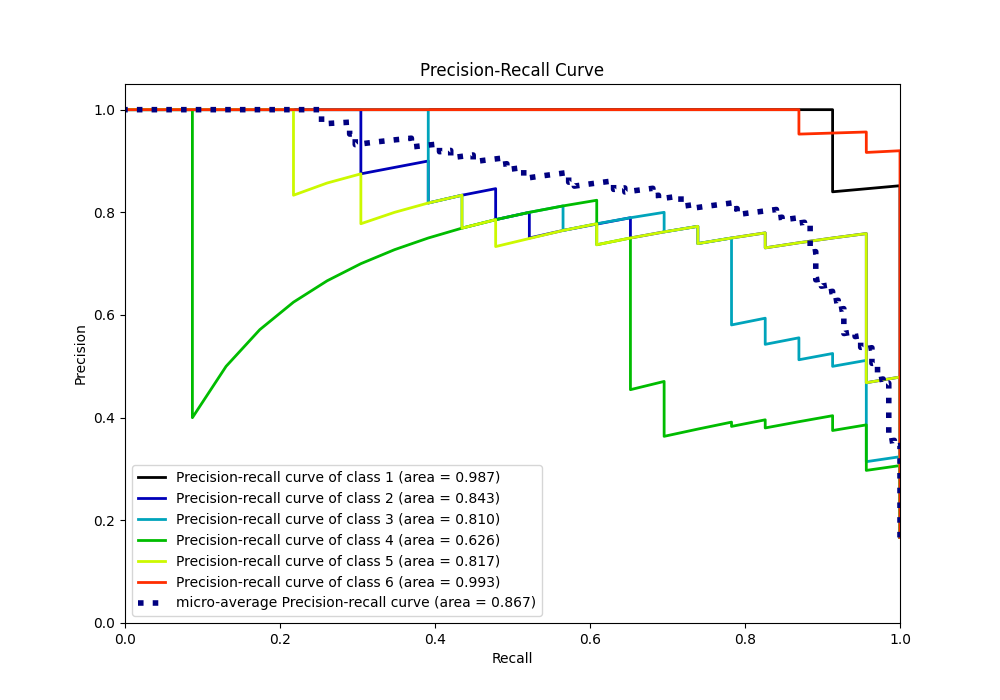 Precision-Recall Curve
1.0
0.8
0.6
0.4
0.2
0.0
Precision
Precision-recall curve of class 1 (area = 0.987)
Precision-recall curve of class 2 (area = 0.843)
Precision-recall curve of class 3 (area = 0.810)
Precision-recall curve of class 4 (area = 0.626)
Precision-recall curve of class 5 (area = 0.817)
Precision-recall curve of class 6 (area = 0.993)
micro-average Precision-recall curve (area = 0.867)
0.0 0.2 0.4 0.6 0.8 1.0
Recall